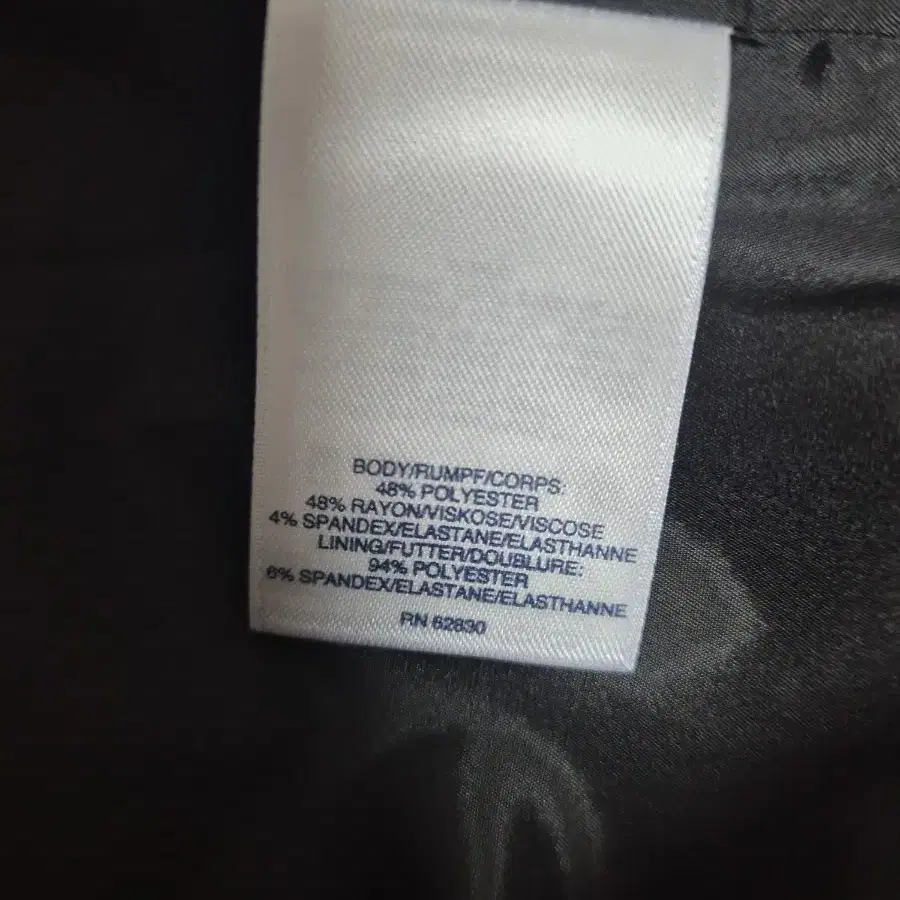 BODY/RUMPF/CORPS:
48% POLYESTER
48% RAYON/VISKOSE/VISCOSE
4% SPANDEX/ELASTANE/ELASTHANNE
LINING/FUTTER/DOUBLURE:
94% POLYESTER
6% SPANDEX/ELASTANE/ELASTHANNE
RN 62830